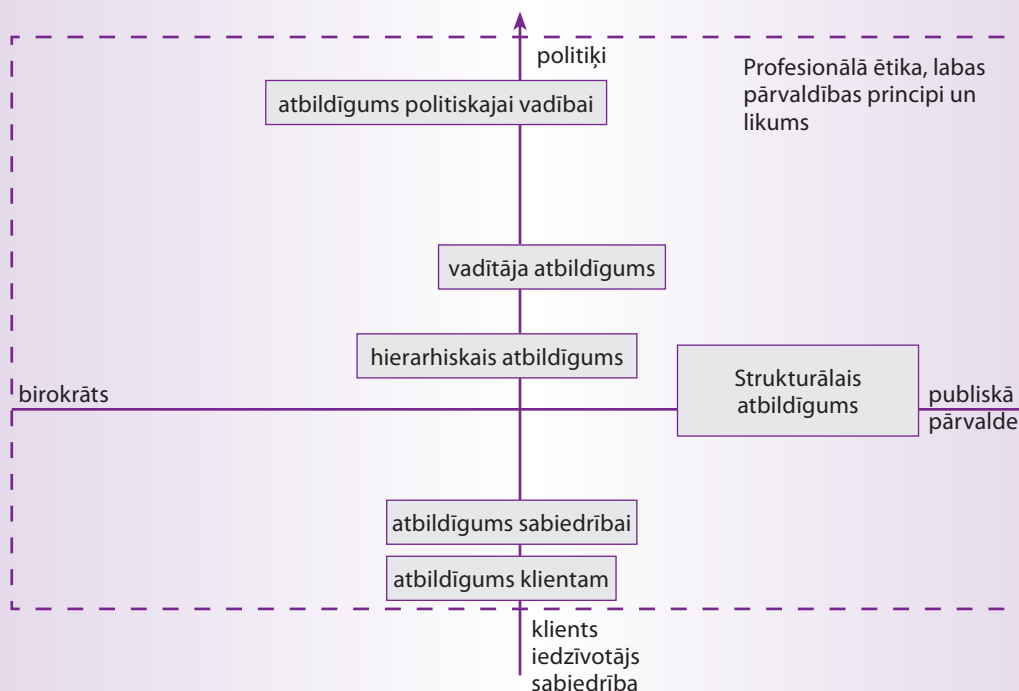 politiķi
Profesionālā ētika, labas
pārvaldības principi un
likums
atbildīgums politiskajai vadībai
vadītāja atbildīgums
hierarhiskais atbildīgums
Strukturālais
atbildīgums
birokrāts
publiskā
pārvalde
atbildīgums sabiedrībai
atbildīgums klientam
klients
iedzīvotājs
sabiedrība